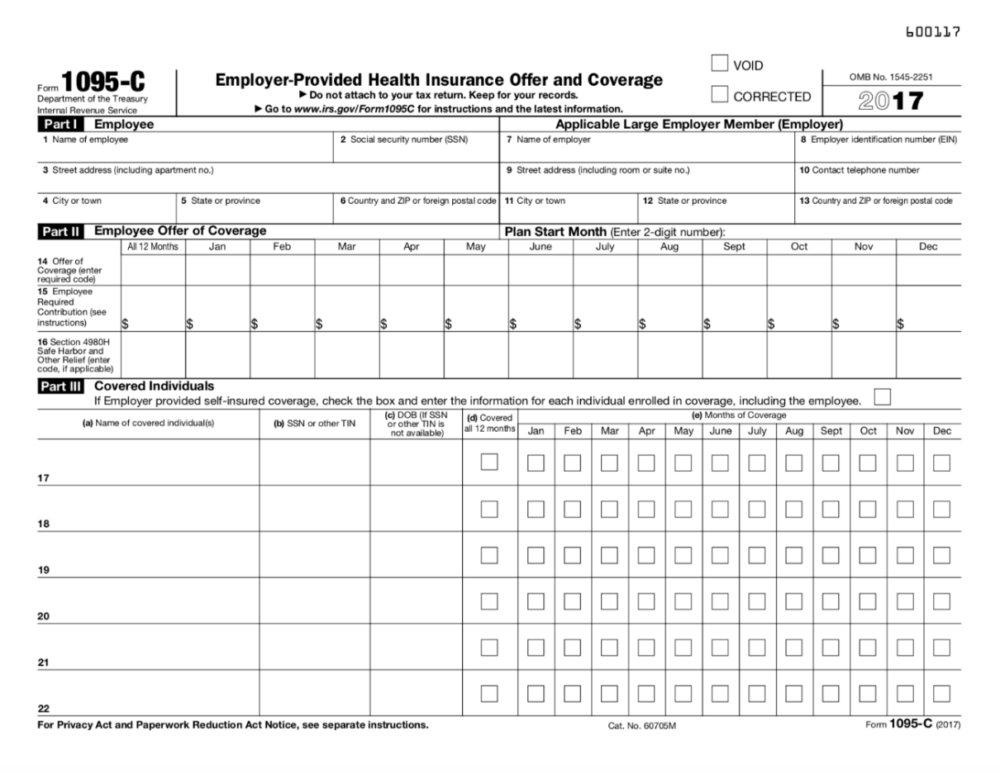 600117
Form 1095-C
Department of the Treasury
Internal Revenue Service
Employer-Provided Health Insurance Offer and Coverage
▶ Do not attach to your tax return. Keep for your records.
▶ Go to www.irs.gov/Form1095C for instructions and the latest information.
VOID
CORRECTED
OMB No. 1545-2251
2017
Part I Employee
Applicable Large Employer Member (Employer)
1 Name of employee
2 Social security number (SSN)
7 Name of employer
8 Employer identification number (EIN)
3 Street address (including apartment no.)
9 Street address (including room or suite no.)
10 Contact telephone number
4 City or town
5 State or province
6 Country and ZIP or foreign postal code
11 City or town
12 State or province
13 Country and ZIP or foreign postal code
Part II Employee Offer of Coverage
Plan Start Month (Enter 2-digit number):
All 12 Months Jan Feb Mar Apr May June July Aug Sept Oct Nov Dec
14 Offer of
Coverage (enter
required code)
15 Employee
Required
Contribution (see
instructions) $ $ $ $ $ $ $ $ $ $ $ $ $
16 Section 4980H
Safe Harbor and
Other Relief (enter
code, if applicable)
Part III Covered Individuals
If Employer provided self-insured coverage, check the box and enter the information for each individual enrolled in coverage, including the employee.
(a) Name of covered individual(s)
(b) SSN or other TIN
(c) DOB (If SSN
or other TIN is
not available)
(d) Covered
all 12 months
(e) Months of Coverage
Jan Feb Mar Apr May June July Aug Sept Oct Nov Dec
17
18
19
20
21
22
For Privacy Act and Paperwork Reduction Act Notice, see separate instructions.
Cat. No. 60705M
Form 1095-C (2017)